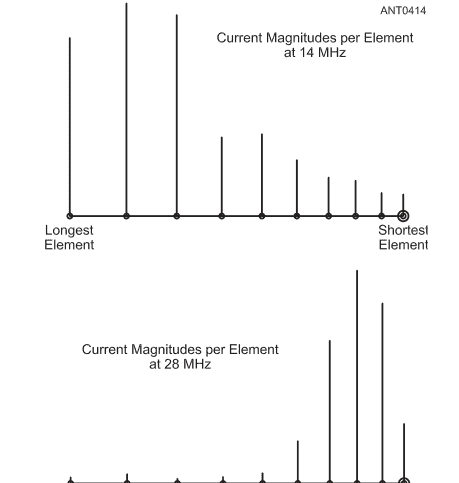 ANT0414
Current Magnitudes per Element
at 14 MHz
Longest
Element
Shortest
Element
Current Magnitudes per Element
at 28 MHz